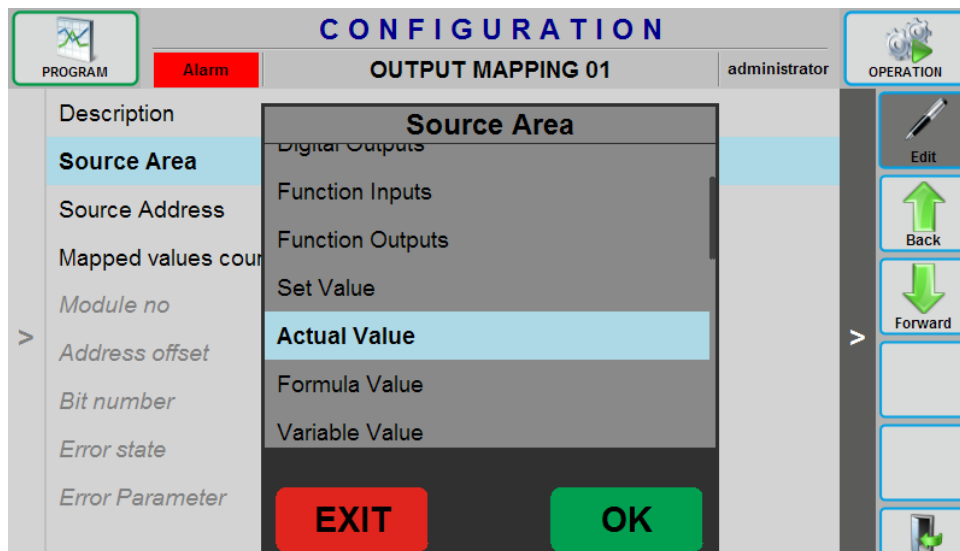 CONFIGURATION
PROGRAM
Alarm
OUTPUT MAPPING 01
administrator
OPERATION
Description
Source Area
Source Address
Mapped values cour
Module no
Address offset
Bit number
Error state
Error Parameter
>
Source Area
Digital Outputs
Function Inputs
Function Outputs
Set Value
Actual Value
Formula Value
Variable Value
EXIT
OK
>
Edit
Back
Forward